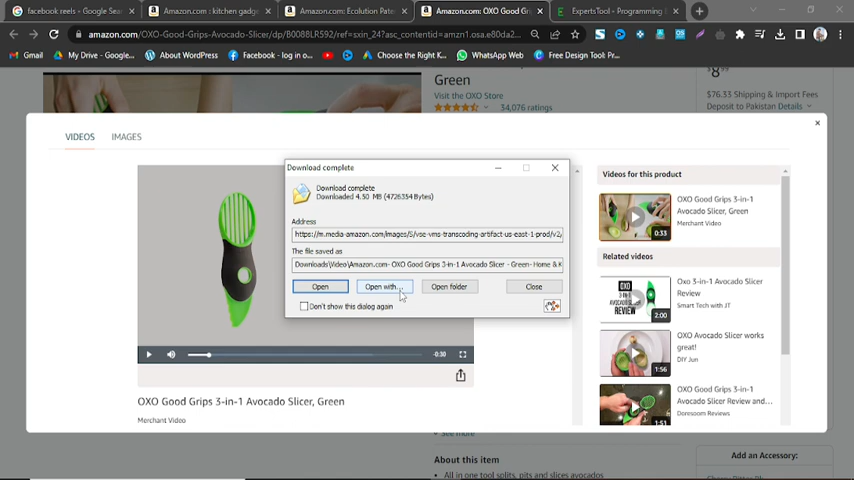 facebook reels - Google Sear
Amazon.com : kitchen gadg
Amazon.com: Ecolution Pate
Amazon.com: OXO Good Gri
ExpertsTool - Programming
amazon.com/OXO-Good-Grips-Avocado-Slicer/dp/B0088LR592/ref=sxin_24?asc_contentid=amzn1.osa.e80da2...
Gmail
My Drive - Google...
About WordPress
Facebook - log in o...
Choose the Right K...
WhatsApp Web
Free Design Tool: Pr...
Green
Visit the OXO Store
34,076 ratings
$8
$76.33 Shipping & Import Fees
Deposit to Pakistan Details
VIDEOS
IMAGES
Download complete
Download complete
Downloaded 4.50 MB (4726354 Bytes)
Address
https://m.media-amazon.com/images/S/vse-vms-transcoding-artifact-us-east-1-prod/v2/
The file saved as
Downloads\Video\Amazon.com- OXO Good Grips 3-in-1 Avocado Slicer - Green- Home & K
Open
Open with...
Open folder
Close
Don't show this dialog again
-0:30
OXO Good Grips 3-in-1 Avocado Slicer, Green
Merchant Video
Videos for this product
0:33
OXO Good Grips 3-in-1
Avocado Slicer, Green
Merchant Video
Related videos
OXO
AVOCADO
REVIEW
2:00
Oxo 3-in-1 Avocado Slicer
Review
Smart Tech with JT
1:56
OXO Avocado Slicer works
great!
DIY Jun
1:51
OXO Good Grips 3-in-1
Avocado Slicer Review and...
Doresoom Reviews
See more
About this item
All in one tool splits, pits and slices avocados
Add an Accessory: